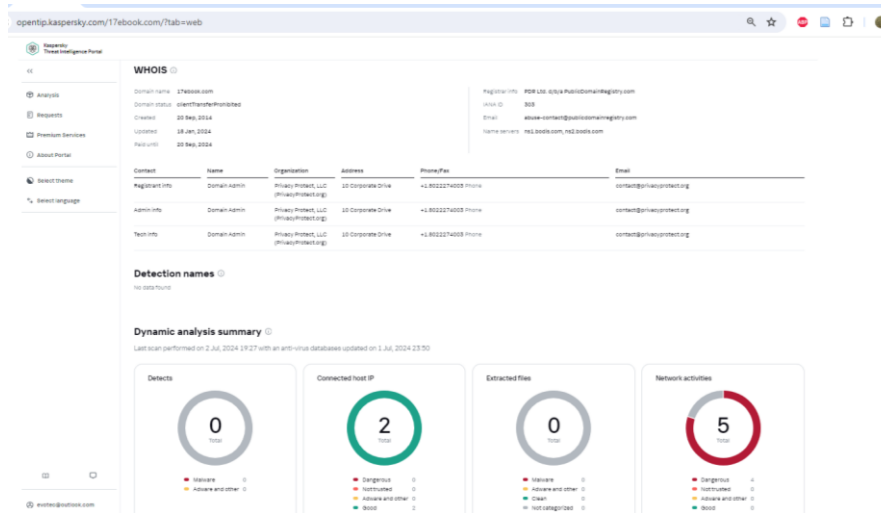 opentip.kaspersky.com/17ebook.com/?tab=web
Kaspersky
Threat Intelligence Portal
WHOIS
Domain name 17ebook.com
Domain status clientTransferProhibited
Created 20 Sep, 2014
Updated 18 Jan, 2024
Paid until 20 Sep, 2024
Registrar info PDR Ltd. d/b/a PublicDomainRegistry.com
IANA ID 303
Email abuse-contact@publicdomainregistry.com
Name servers ns1.bodis.com, ns2.bodis.com
Analysis
Requests
Premium Services
About Portal
Select theme
Select language
Contact Name Organization Address Phone/Fax Email
Registrant info Domain Admin Privacy Protect, LLC (PrivacyProtect.org) 10 Corporate Drive +1.8022274003 Phone contact@privacyprotect.org
Admin info Domain Admin Privacy Protect, LLC (PrivacyProtect.org) 10 Corporate Drive +1.8022274003 Phone contact@privacyprotect.org
Tech info Domain Admin Privacy Protect, LLC (PrivacyProtect.org) 10 Corporate Drive +1.8022274003 Phone contact@privacyprotect.org
Detection names
No data found
Dynamic analysis summary
Last scan performed on 2 Jul, 2024 19:27 with an anti-virus databases updated on 1 Jul, 2024 23:50
Detects
0
Total
Malware 0
Adware and other 0
Connected host IP
2
Total
Dangerous 0
Not trusted 0
Adware and other 0
Good 2
Extracted files
0
Total
Malware 0
Adware and other 0
Clean 0
Not categorized 0
Network activities
5
Total
Dangerous 4
Not trusted 0
Adware and other 0
Good 0
evotec@outlook.com